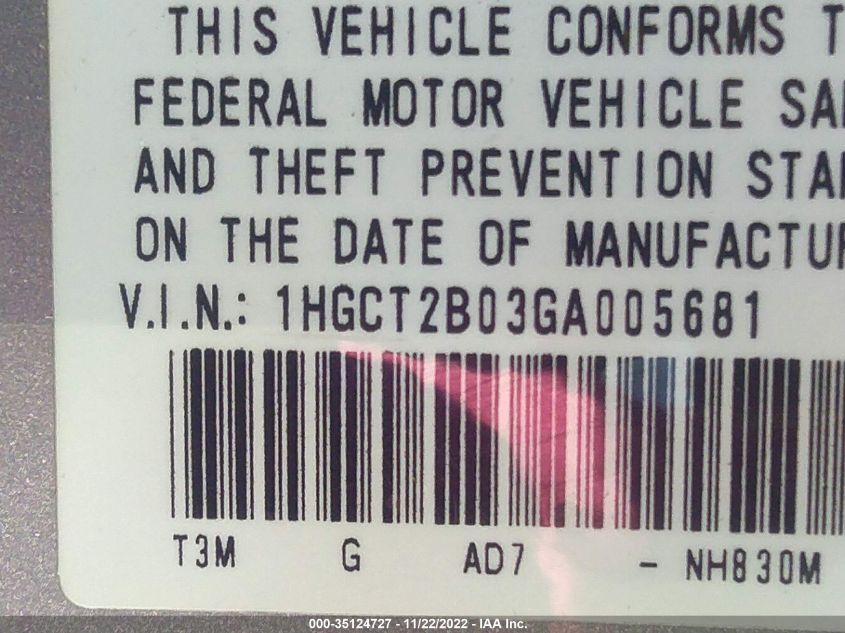 THIS VEHICLE CONFORMS T
FEDERAL MOTOR VEHICLE SA
AND THEFT PREVENTION STA
ON THE DATE OF MANUFACTU
V.I.N.: 1HGCT2B03GA005681
T3M G AD7 - NH830M
000-35124727 - 11/22/2022 - IAA Inc.